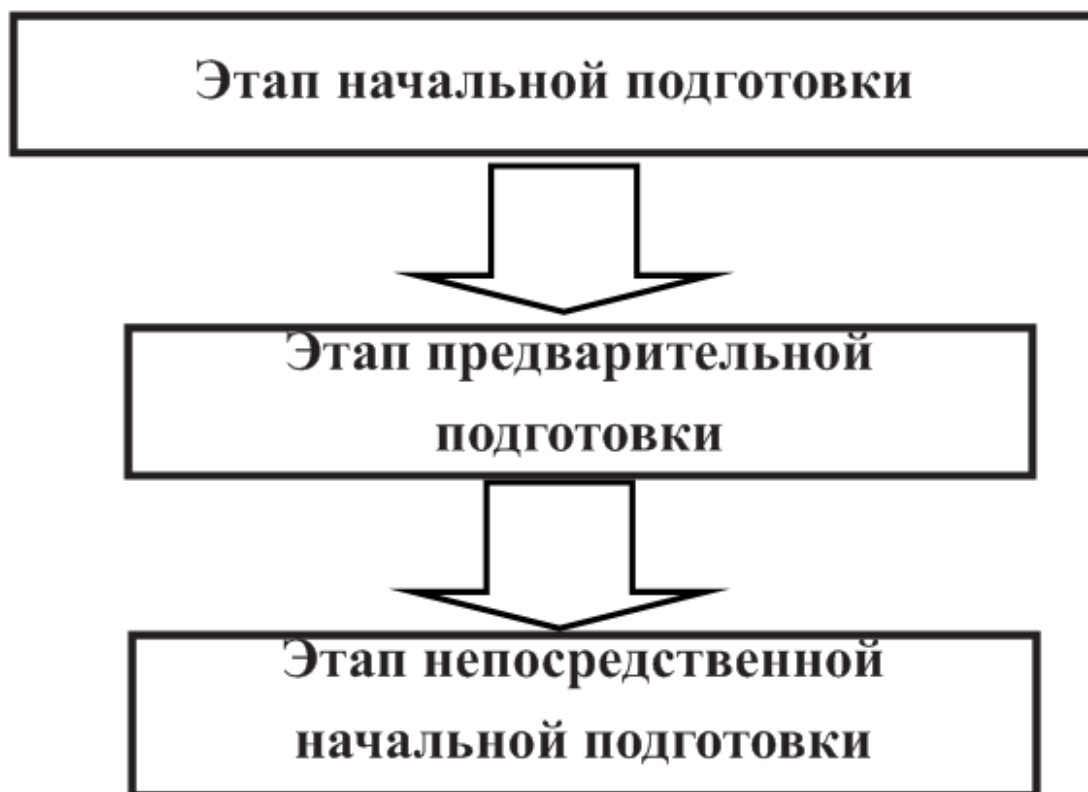 Этап начальной подготовки
Этап предварительной
подготовки
Этап непосредственной
начальной подготовки